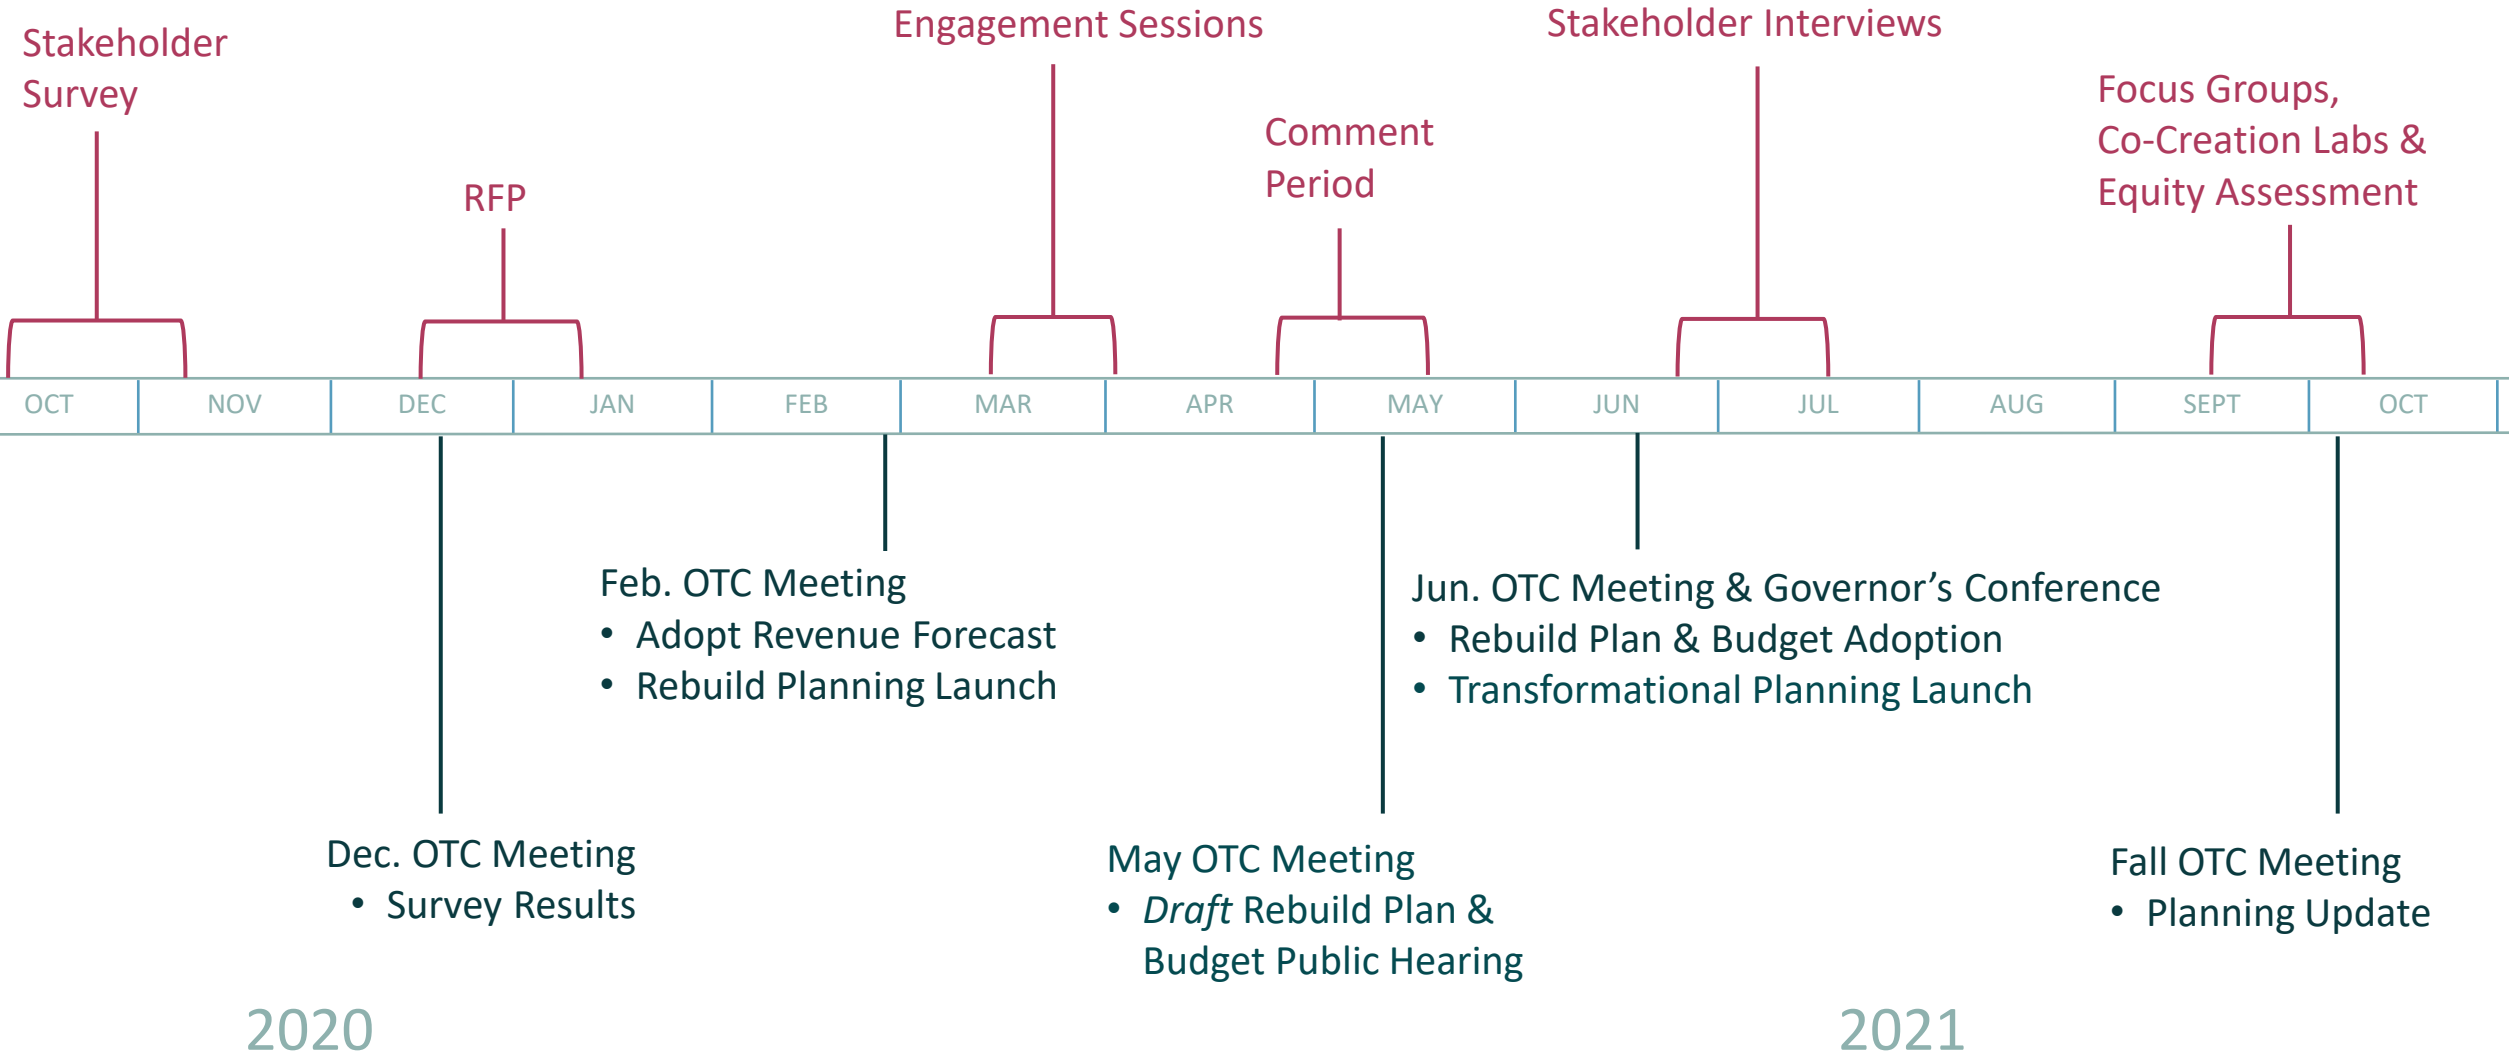 Stakeholder
Survey
RFP
Engagement Sessions
Comment
Period
Stakeholder Interviews
Focus Groups,
Co-Creation Labs &
Equity Assessment
OCT NOV DEC JAN FEB MAR APR MAY JUN JUL AUG SEPT OCT
Dec. OTC Meeting
• Survey Results
Feb. OTC Meeting
• Adopt Revenue Forecast
• Rebuild Planning Launch
May OTC Meeting
• Draft Rebuild Plan &
Budget Public Hearing
Jun. OTC Meeting & Governor’s Conference
• Rebuild Plan & Budget Adoption
• Transformational Planning Launch
Fall OTC Meeting
• Planning Update
2020
2021